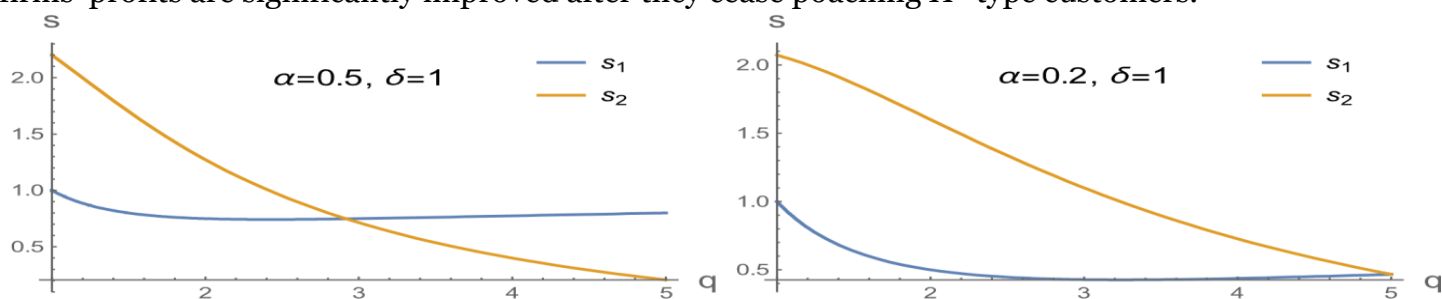 firms' profits are significantly improved after they cease poaching H-type customers.
s
α=0.5, δ=1
s₁
s₂
2.0
1.5
1.0
0.5
2
3
4
5
q
s
α=0.2, δ=1
s₁
s₂
2.0
1.5
1.0
0.5
2
3
4
5
q